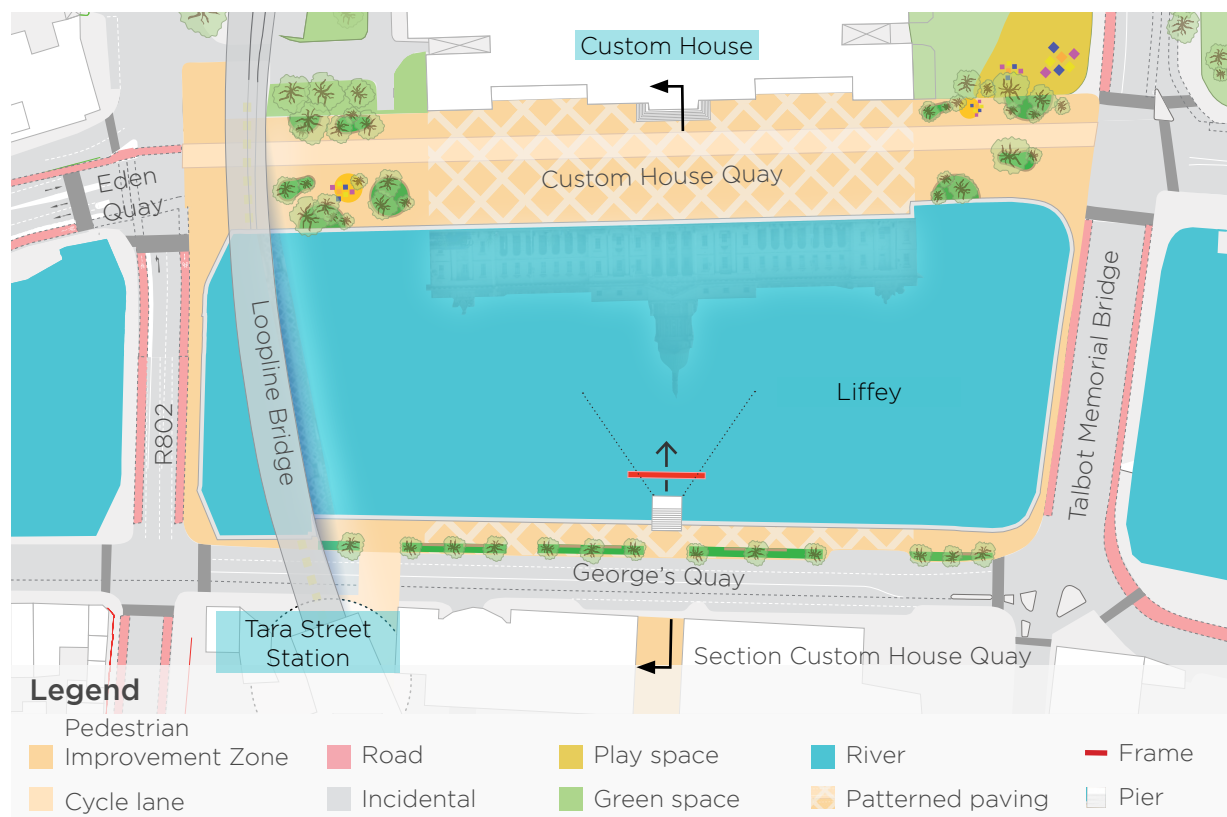 Custom House
Custom House Quay
Eden
Quay
Loopline Bridge
R802
Liffey
Talbot Memorial Bridge
George's Quay
Tara Street
Station
Section Custom House Quay
Legend
Pedestrian
Improvement Zone
Road
Play space
River
Frame
Cycle lane
Incidental
Green space
Patterned paving
Pier